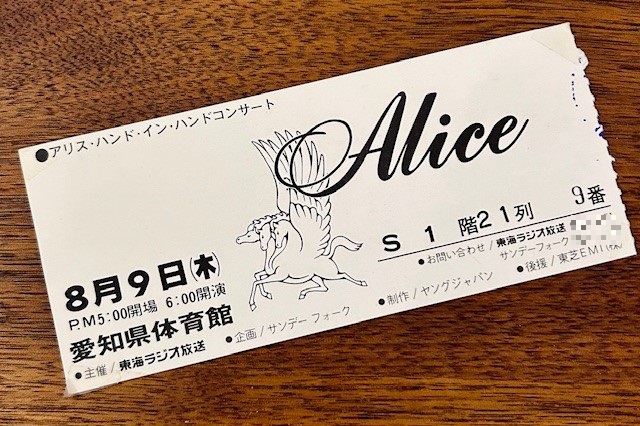 ●アリス・ハンド・イン・ハンドコンサート
Alice
8月9日(木)
P.M5:00開場 6:00開演
愛知県体育館
S 1 階21列 9番
●お問い合わせ/東海ラジオ放送
サンデーフォーク
●主催/東海ラジオ放送
●企画/サンデーフォーク
●制作/ヤングジャパン
●後援/東芝EMI